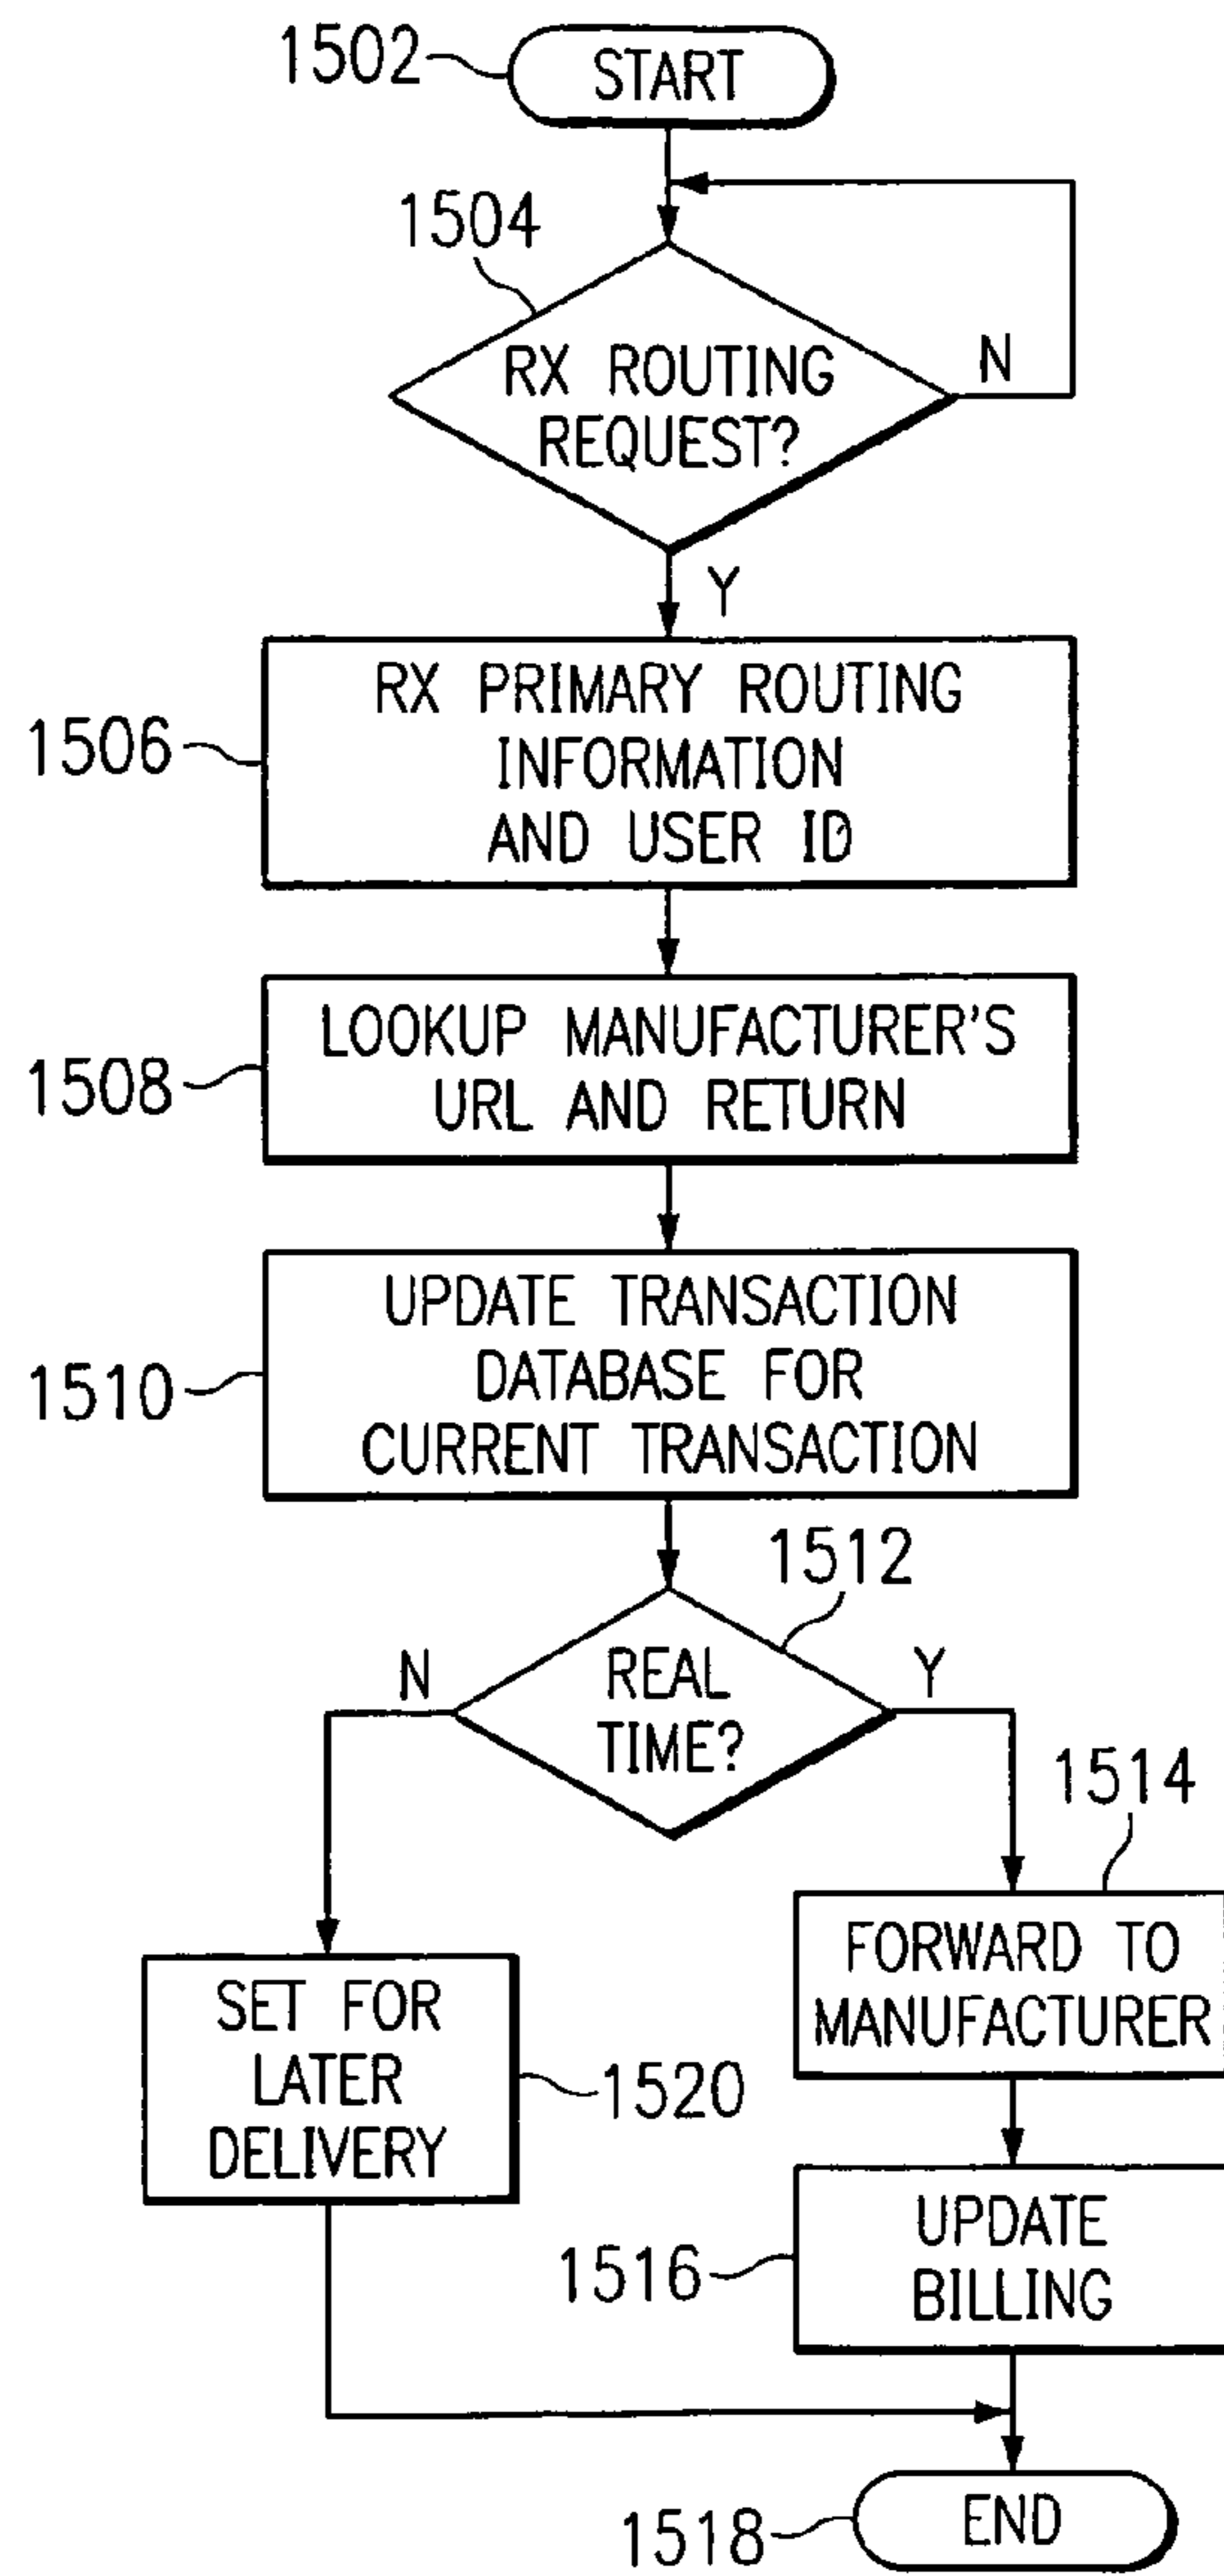 1502
START
1504
RX ROUTING
REQUEST?
N
Y
RX PRIMARY ROUTING
INFORMATION
AND USER ID
1506
LOOKUP MANUFACTURER'S
URL AND RETURN
1508
UPDATE TRANSACTION
DATABASE FOR
CURRENT TRANSACTION
1510
1512
REAL
TIME?
N
Y
1514
FORWARD TO
MANUFACTURER
SET FOR
LATER
DELIVERY
1520
UPDATE
BILLING
1516
END
1518